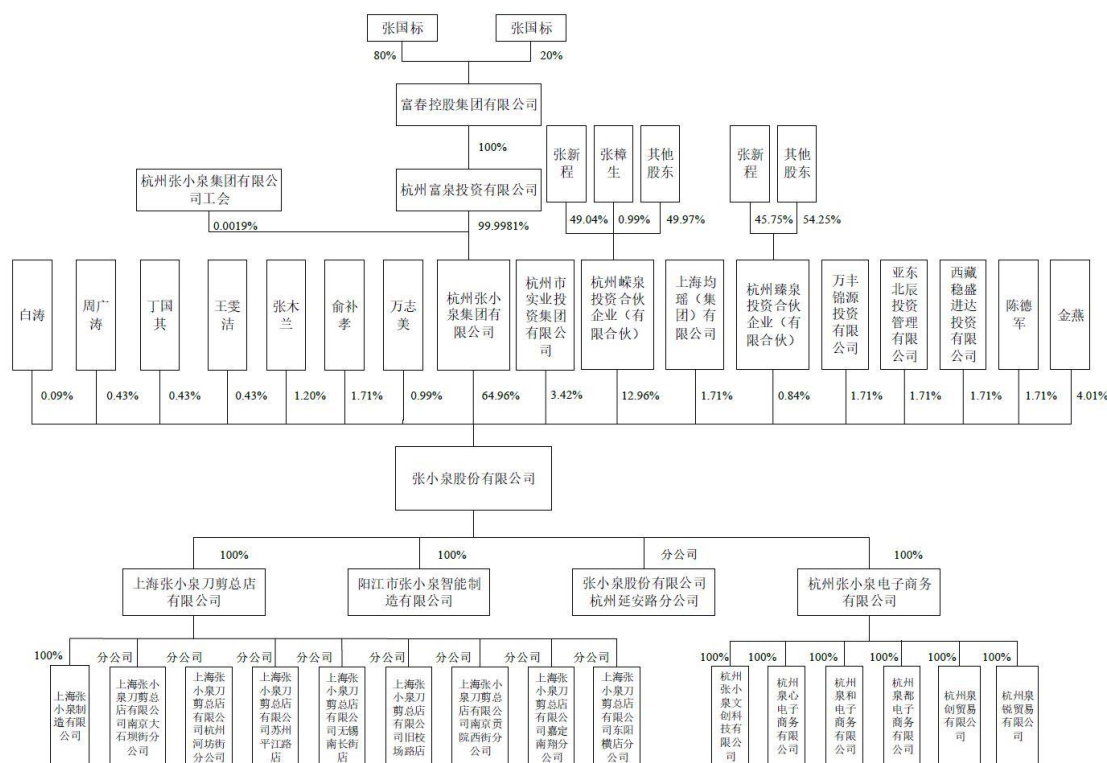 张国标
张国标
80%
20%
富春控股集团有限公司
100%
张新
程
张樟
生
其他
股东
张新
程
其他
股东
杭州张小泉集团有限公
司工会
杭州富泉投资有限公司
0.0019%
99.9981%
49.04%
0.99%
49.97%
45.75%
54.25%
白涛
周广
涛
丁国
其
王雯
洁
张木
兰
俞补
孝
万志
美
杭州张小
泉集团有
限公司
杭州市
实业投
资集团
有限公
司
杭州嵘泉
投资合伙
企业（有
限合伙）
上海均
瑶（集
团）有
限公司
杭州臻泉
投资合伙
企业（有
限合伙）
万丰
锦源
投资
有限
公司
亚东
北辰
投资
管理
有限
公司
西藏
稳盛
进达
投资
有限
公司
陈德
军
金燕
0.09%
0.43%
0.43%
0.43%
1.20%
1.71%
0.99%
64.96%
3.42%
12.96%
1.71%
0.84%
1.71%
1.71%
1.71%
1.71%
4.01%
张小泉股份有限公司
100%
100%
分公司
100%
上海张小泉刀剪总店
有限公司
阳江市张小泉智能制
造有限公司
张小泉股份有限公司
杭州延安路分公司
杭州张小泉电子商务
有限公司
100%
分公司
分公司
分公司
分公司
分公司
分公司
分公司
分公司
100%
100%
100%
100%
100%
100%
上海张
小泉制
造有限
公司
上海张小
泉刀剪总
店有限公
司南京大
石坝街分
公司
上海张
小泉刀
剪总店
有限公
司杭州
河坊街
分公司
上海张
小泉刀
剪总店
有限公
司苏州
平江路
店
上海张
小泉刀
剪总店
有限公
司无锡
南长街
店
上海张
小泉刀
剪总店
有限公
司旧校
场路店
上海张小
泉刀剪总
店有限公
司南京贡
院西街分
公司
上海张
小泉刀
剪总店
有限公
司嘉定
南翔分
公司
上海张
小泉刀
剪总店
有限公
司东阳
横店分
公司
杭州
张小
泉文
创科
技有
限公
司
杭州
泉心
电子
商务
有限
公司
杭州
泉和
电子
商务
有限
公司
杭州
泉都
电子
商务
有限
公司
杭州泉
创贸易
有限公
司
杭州泉
锐贸易
有限公
司